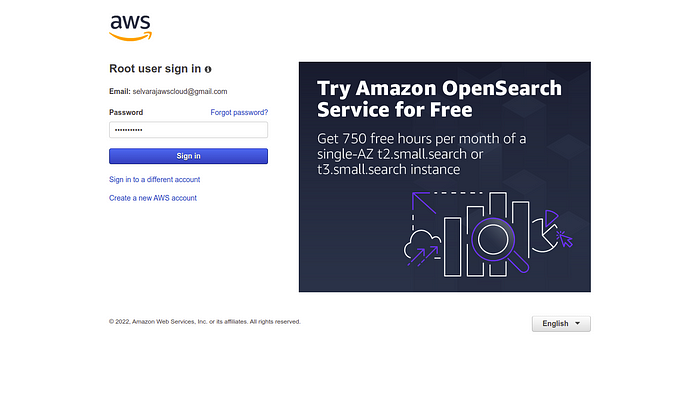 aws
Root user sign in
Email: selvarajawscloud@gmail.com
Password
Forgot password?
•••••••••••
Sign in
Sign in to a different account
Create a new AWS account
Try Amazon OpenSearch
Service for Free
Get 750 free hours per month of a
single-AZ t2.small.search or
t3.small.search instance
© 2022, Amazon Web Services, Inc. or its affiliates. All rights reserved.
English